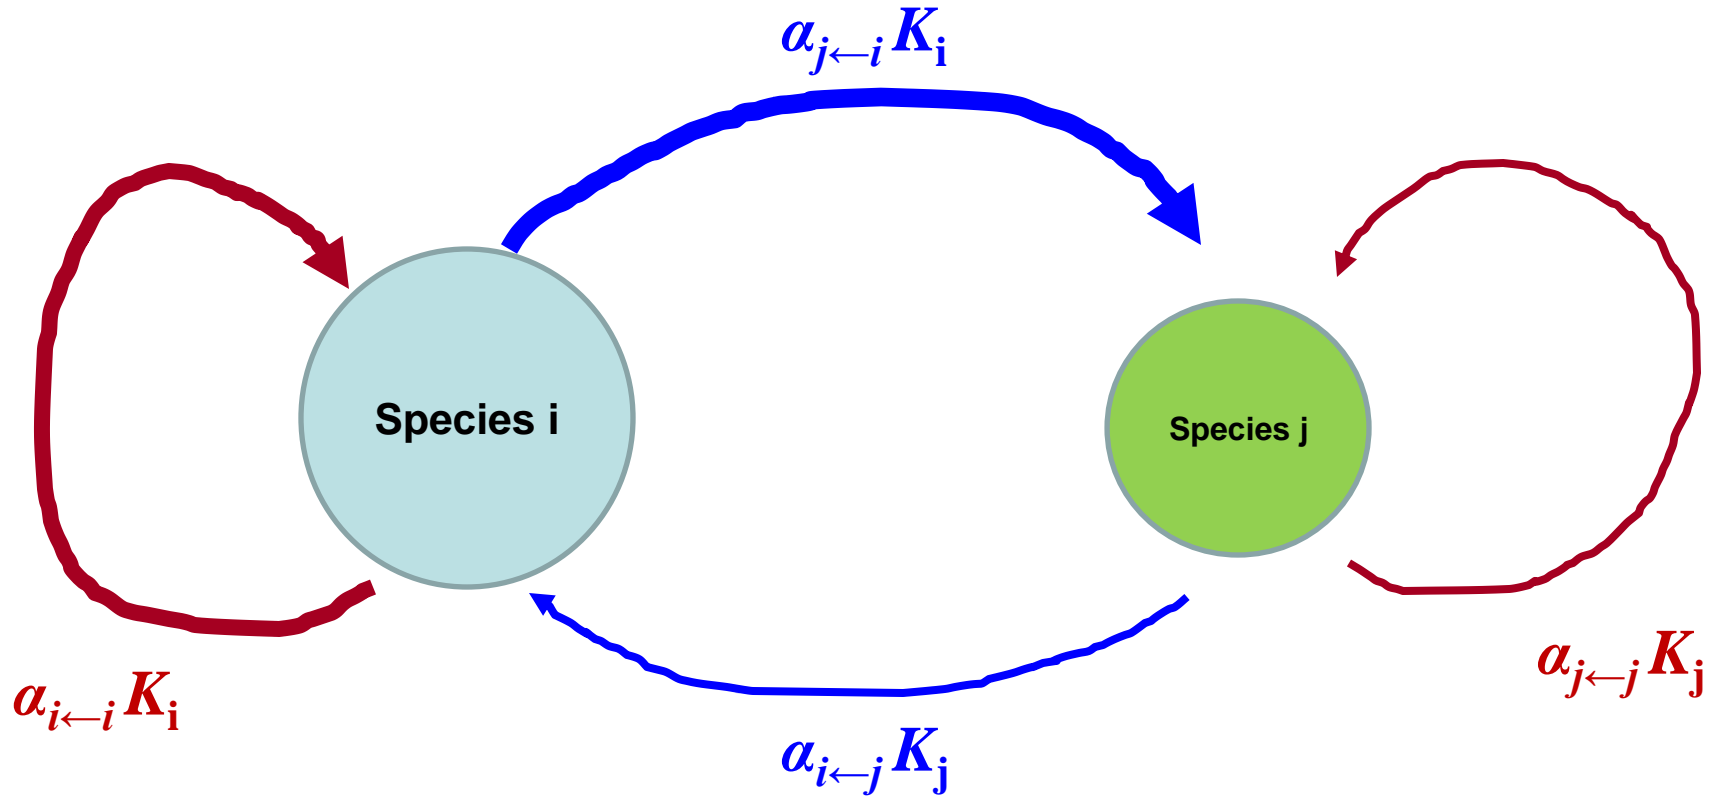 α_{j←i} K_i
Species i
Species j
α_{i←i} K_i
α_{j←j} K_j
α_{i←j} K_j